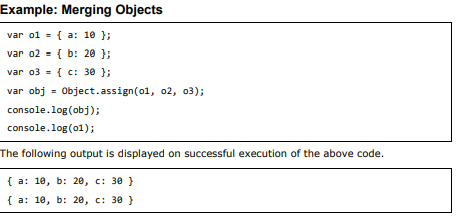 Example: Merging Objects
var o1 = { a: 10 };
var o2 = { b: 20 };
var o3 = { c: 30 };
var obj = Object.assign(o1, o2, o3);
console.log(obj);
console.log(o1);
The following output is displayed on successful execution of the above code.
{ a: 10, b: 20, c: 30 }
{ a: 10, b: 20, c: 30 }